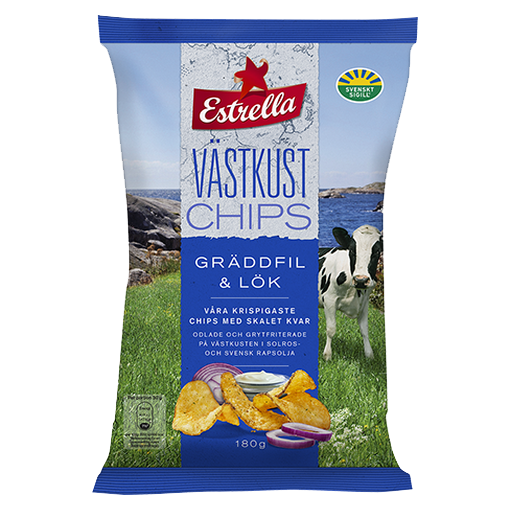 Estrella
SVENSKT
SIGILL
VÄSTKUST
CHIPS
GRÄDDFIL
& LÖK
VÅRA KRISPIGASTE
CHIPS MED SKALET KVAR
ODLADE OCH GRYTFRITERADE
PÅ VÄSTKUSTEN I SOLROS-
OCH SVENSK RAPSOLJA
180g